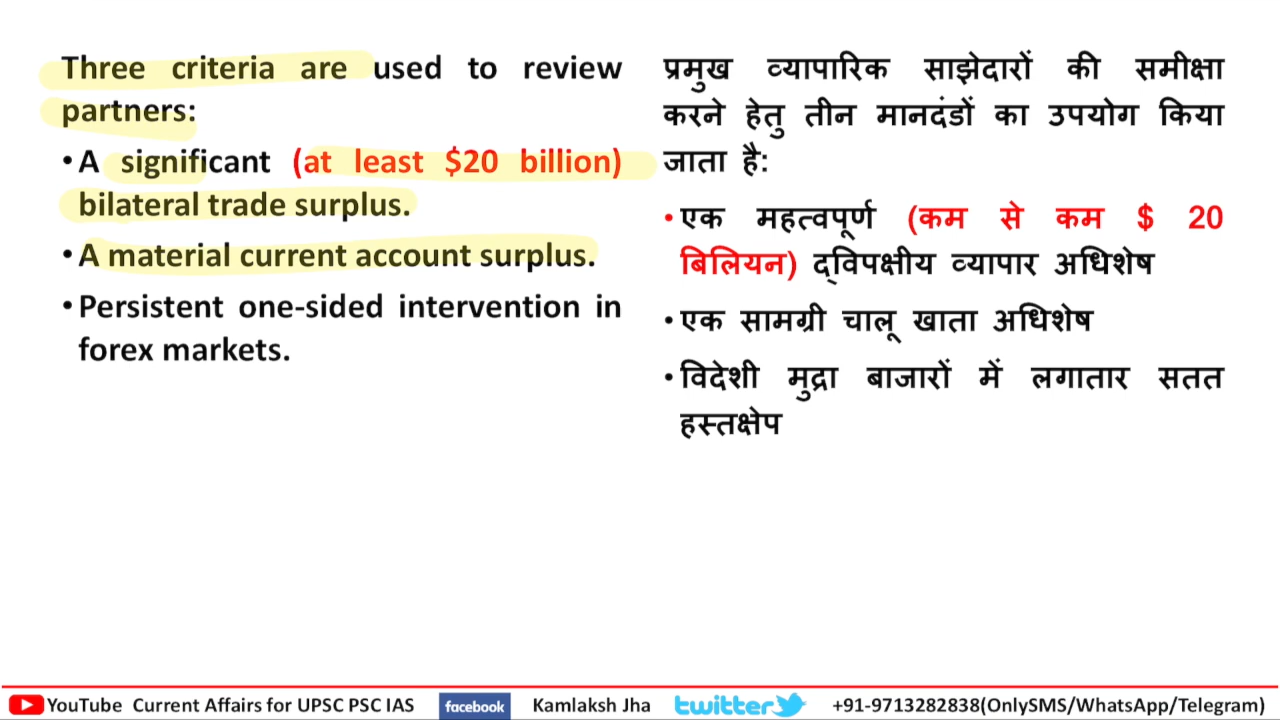 Three criteria are used to review
partners:
•A significant (at least $20 billion)
bilateral trade surplus.
•A material current account surplus.
•Persistent one-sided intervention in
forex markets.
प्रमुख व्यापारिक साझेदारों की समीक्षा
करने हेतु तीन मानदंडों का उपयोग किया
जाता है:
•एक महत्वपूर्ण (कम से कम $ 20
बिलियन) द्विपक्षीय व्यापार अधिशेष
•एक सामग्री चालू खाता अधिशेष
•विदेशी मुद्रा बाजारों में लगातार सतत
हस्तक्षेप
YouTube Current Affairs for UPSC PSC IAS facebook Kamlaksh Jha twitter +91-9713282838(OnlySMS/WhatsApp/Telegram)